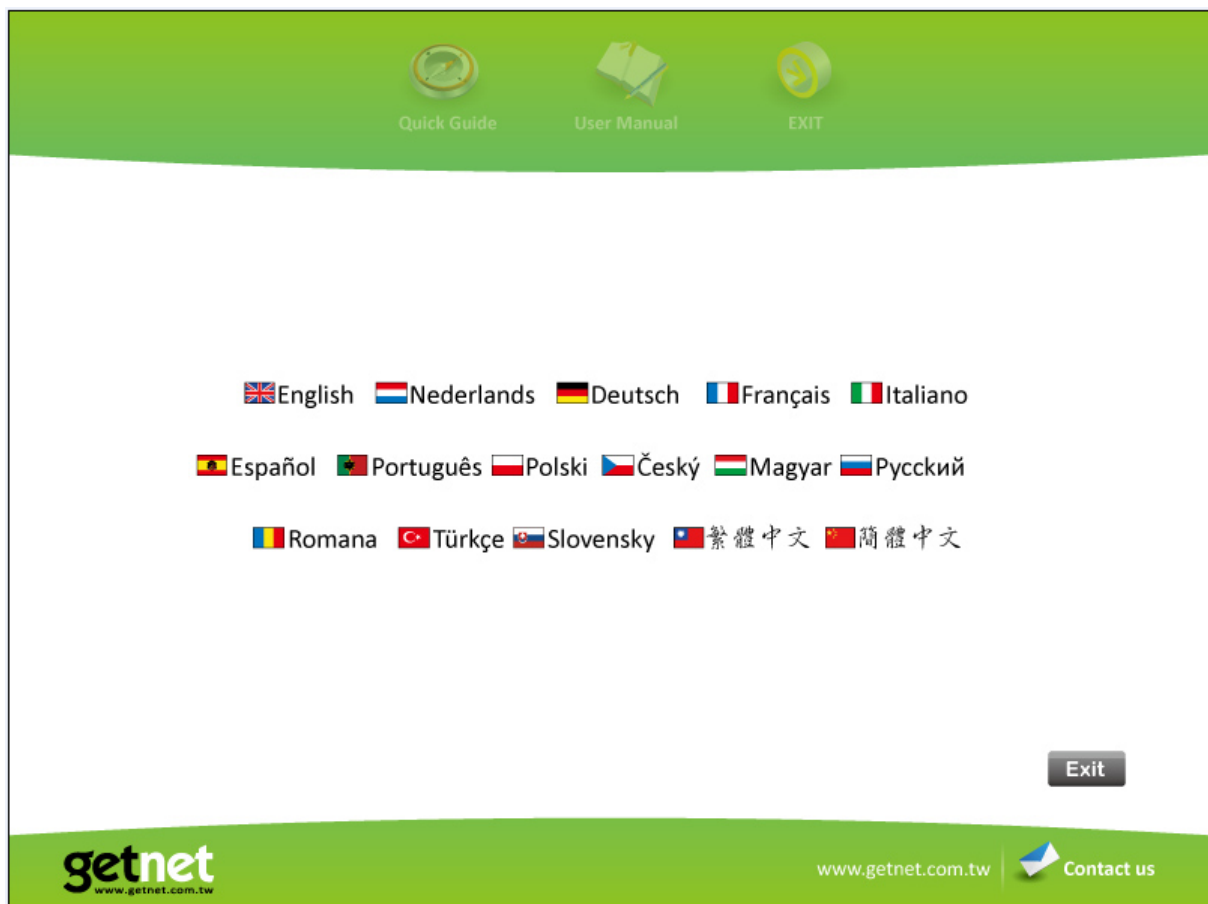 Quick Guide User Manual EXIT
English Nederlands Deutsch Français Italiano
Español Português Polski Český Magyar Русский
Romana Türkçe Slovensky 繁體中文 簡體中文
Exit
getnet
www.getnet.com.tw
www.getnet.com.tw Contact us